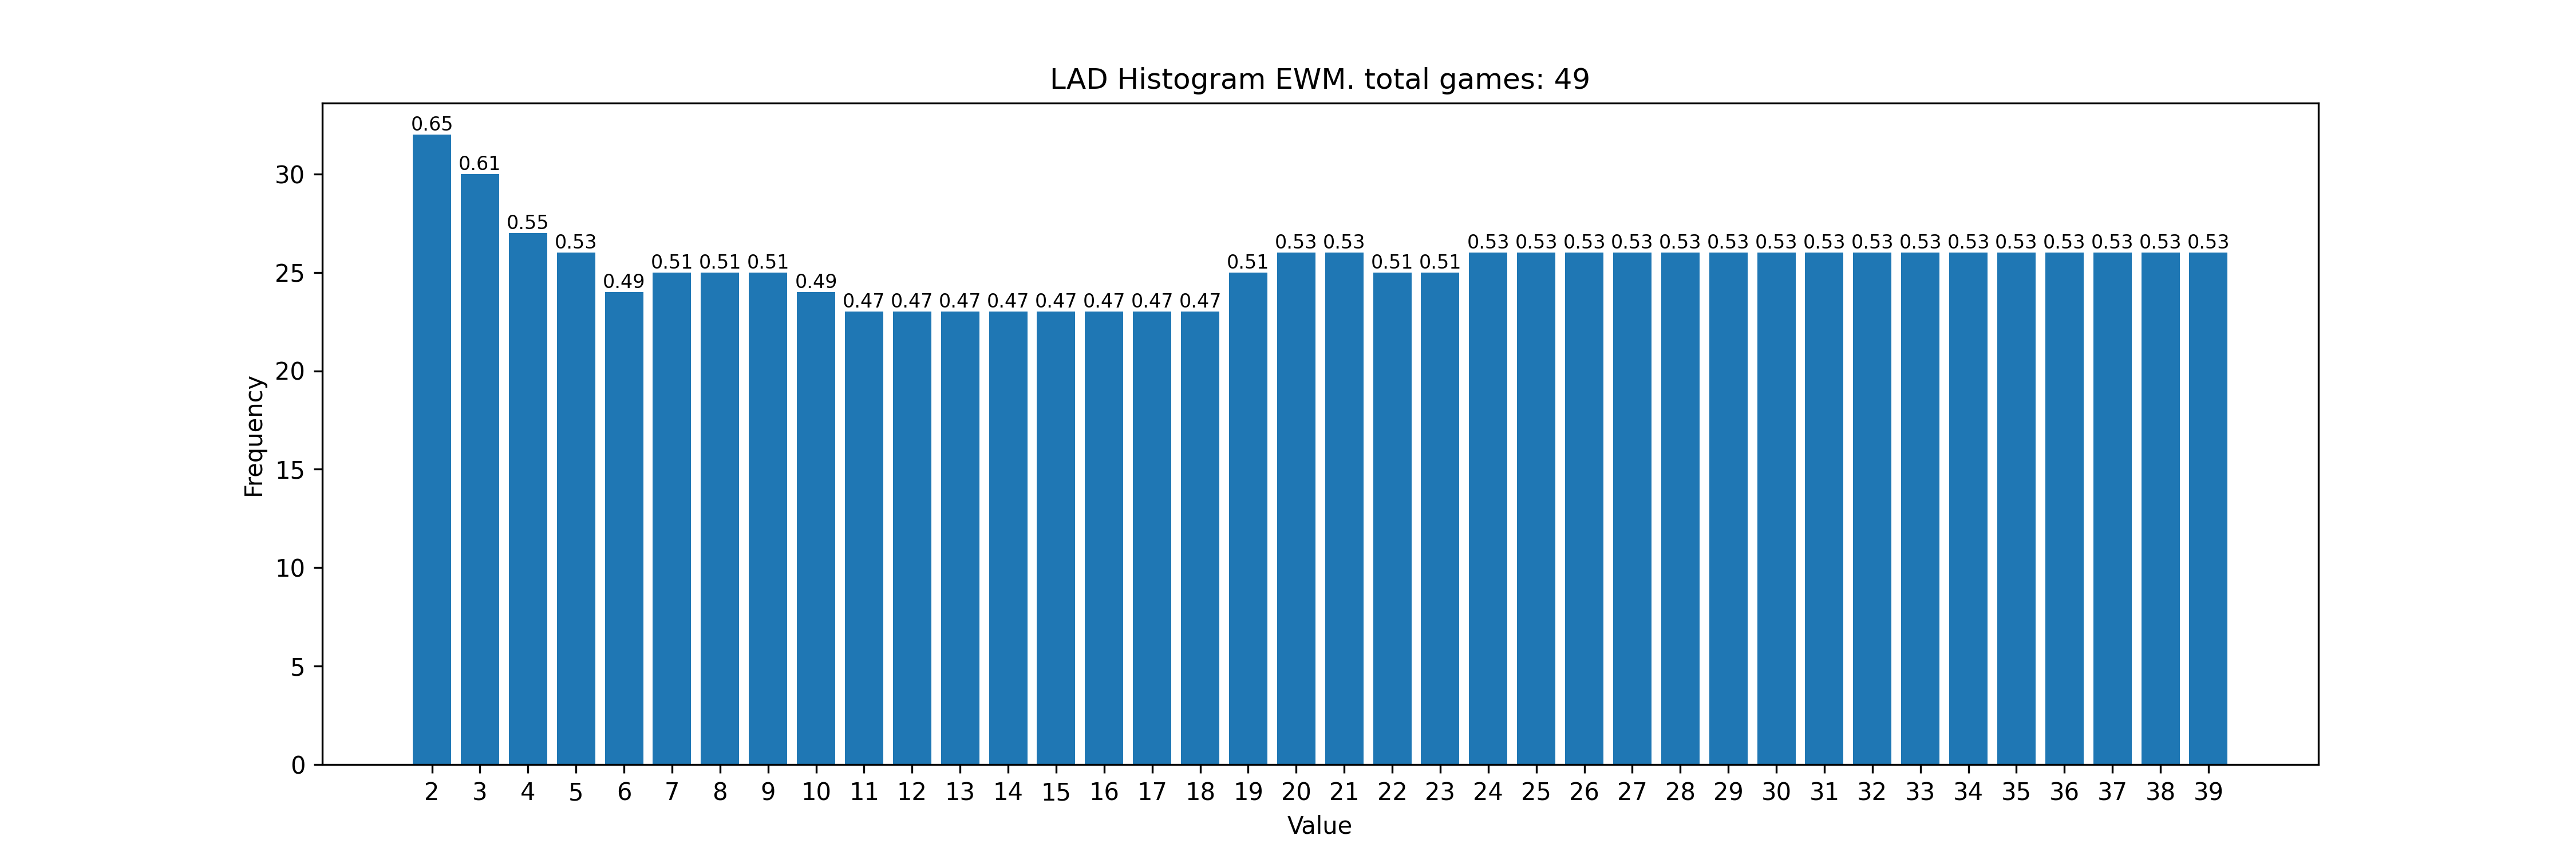 LAD Histogram EWM. total games: 49
0.65 0.61 0.55 0.53 0.49 0.51 0.51 0.51 0.49 0.47 0.47 0.47 0.47 0.47 0.47 0.47 0.47 0.51 0.53 0.53 0.51 0.51 0.53 0.53 0.53 0.53 0.53 0.53 0.53 0.53 0.53 0.53 0.53 0.53 0.53 0.53 0.53 0.53
30
25
20
15
10
5
0
Frequency
2 3 4 5 6 7 8 9 10 11 12 13 14 15 16 17 18 19 20 21 22 23 24 25 26 27 28 29 30 31 32 33 34 35 36 37 38 39
Value